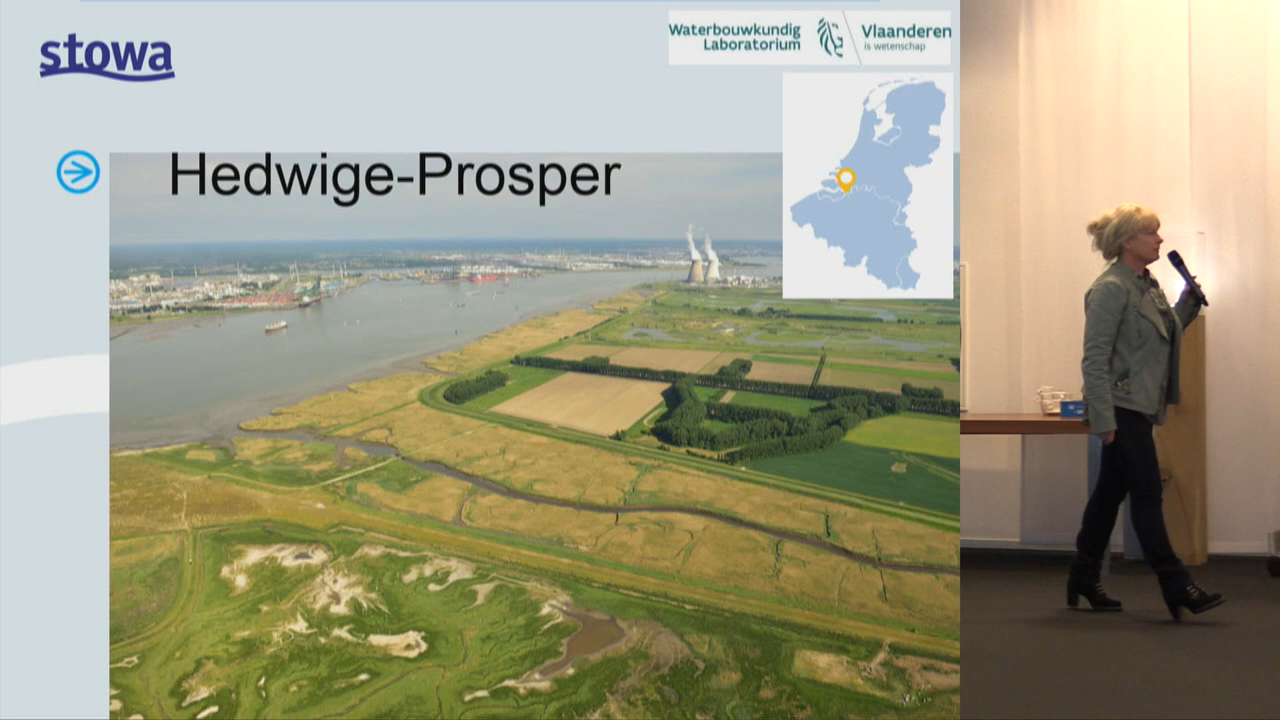 stowa
Waterbouwkundig
Laboratorium
Vlaanderen
is wetenschap
Hedwige-Prosper